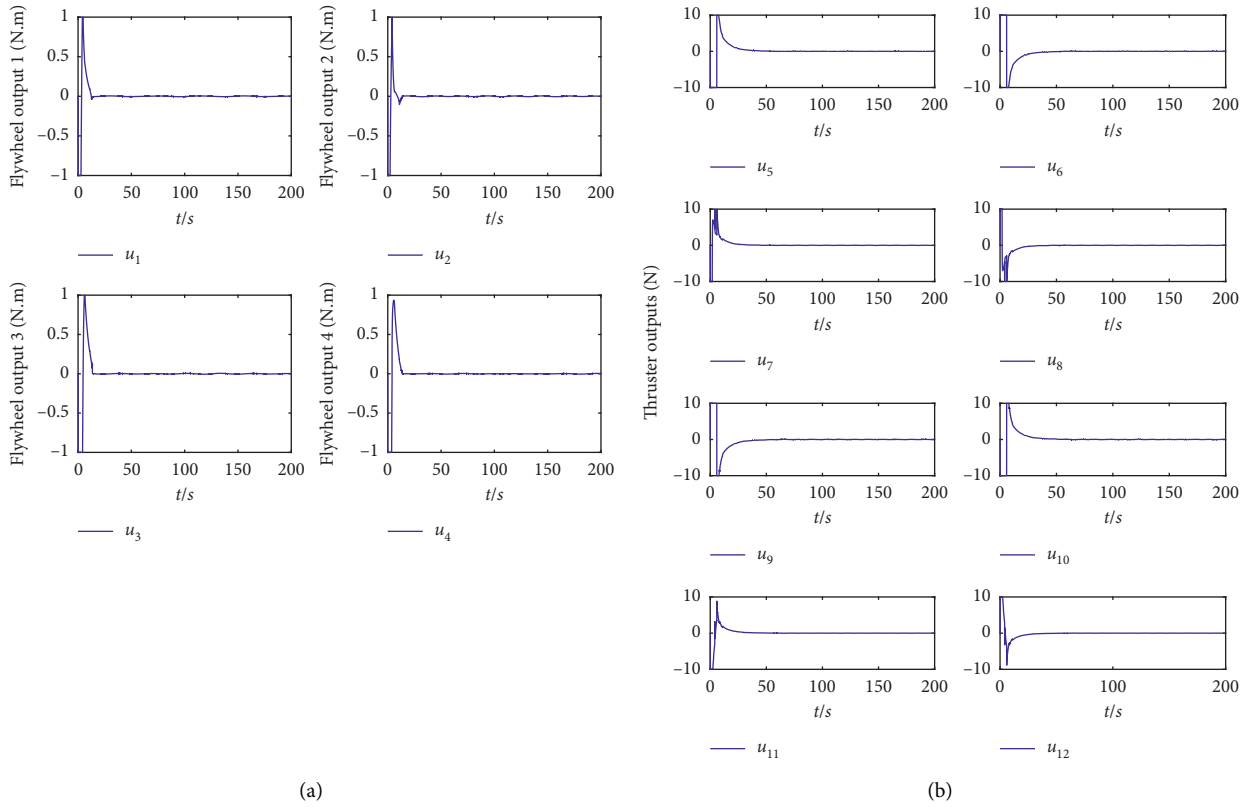 Flywheel output 1 (N.m)
1
0.5
0
−0.5
−1
0 50 100 150 200
t/s
u1
Flywheel output 2 (N.m)
1
0.5
0
−0.5
−1
0 50 100 150 200
t/s
u2
Flywheel output 3 (N.m)
1
0.5
0
−0.5
−1
0 50 100 150 200
t/s
u3
Flywheel output 4 (N.m)
1
0.5
0
−0.5
−1
0 50 100 150 200
t/s
u4
(a)
Thruster outputs (N)
10
0
−10
0 50 100 150 200
t/s
u5
10
0
−10
0 50 100 150 200
t/s
u6
10
0
−10
0 50 100 150 200
t/s
u7
10
0
−10
0 50 100 150 200
t/s
u8
10
0
−10
0 50 100 150 200
t/s
u9
10
0
−10
0 50 100 150 200
t/s
u10
10
0
−10
0 50 100 150 200
t/s
u11
10
0
−10
0 100 200
t/s
u12
(b)